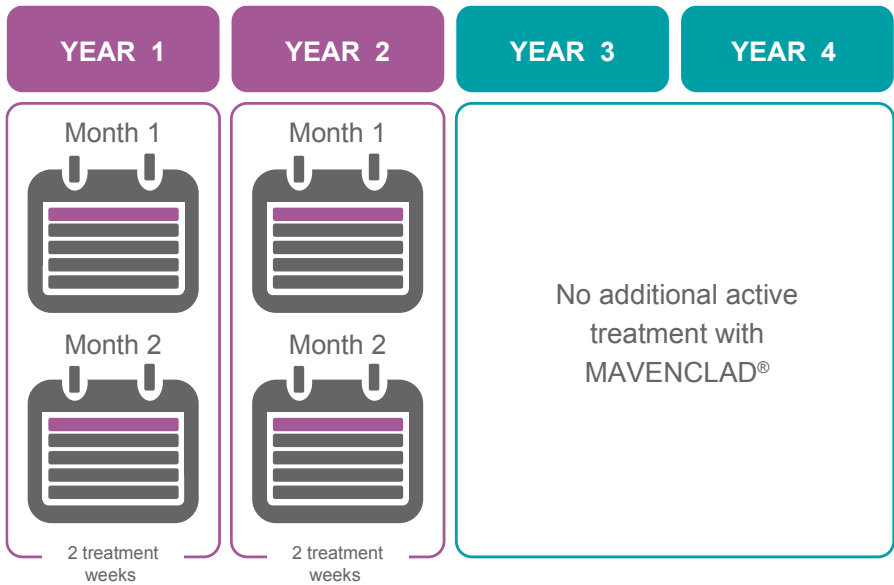 YEAR 1
YEAR 2
YEAR 3
YEAR 4
Month 1
Month 2
2 treatment
weeks
Month 1
Month 2
2 treatment
weeks
No additional active
treatment with
MAVENCLAD®